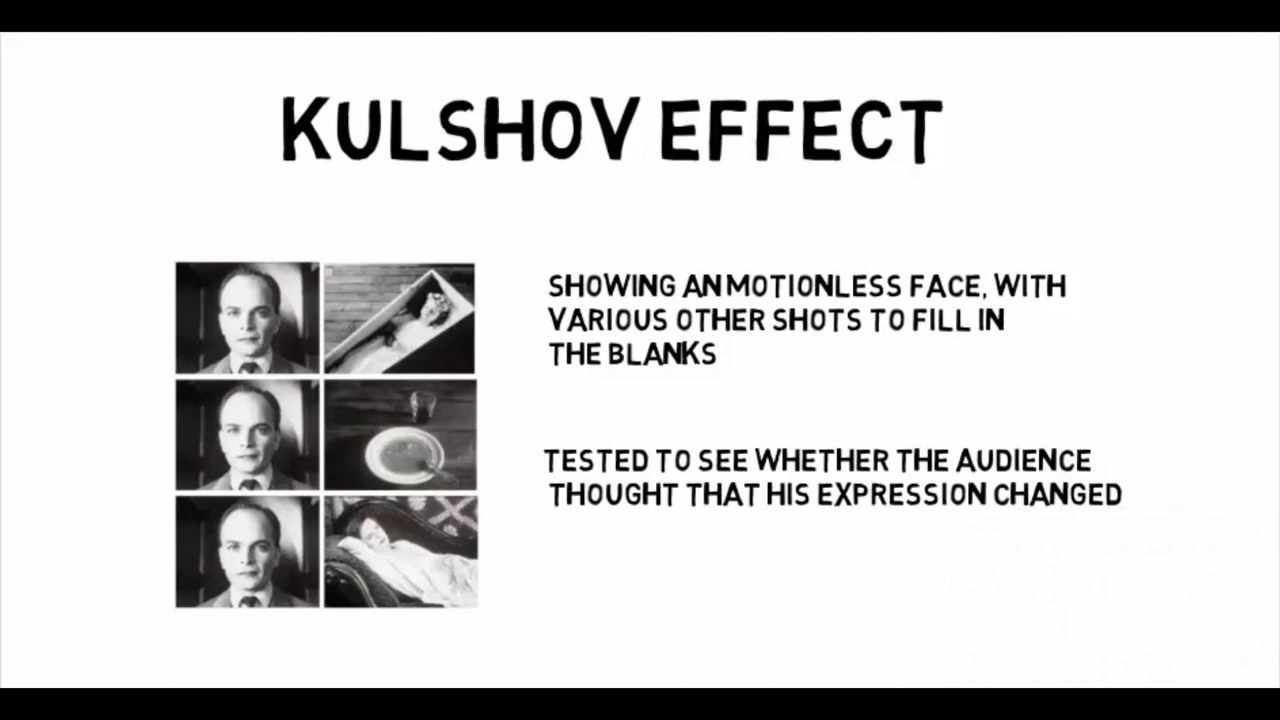 KULSHOV EFFECT
SHOWING AN MOTIONLESS FACE, WITH
VARIOUS OTHER SHOTS TO FILL IN
THE BLANKS
TESTED TO SEE WHETHER THE AUDIENCE
THOUGHT THAT HIS EXPRESSION CHANGED